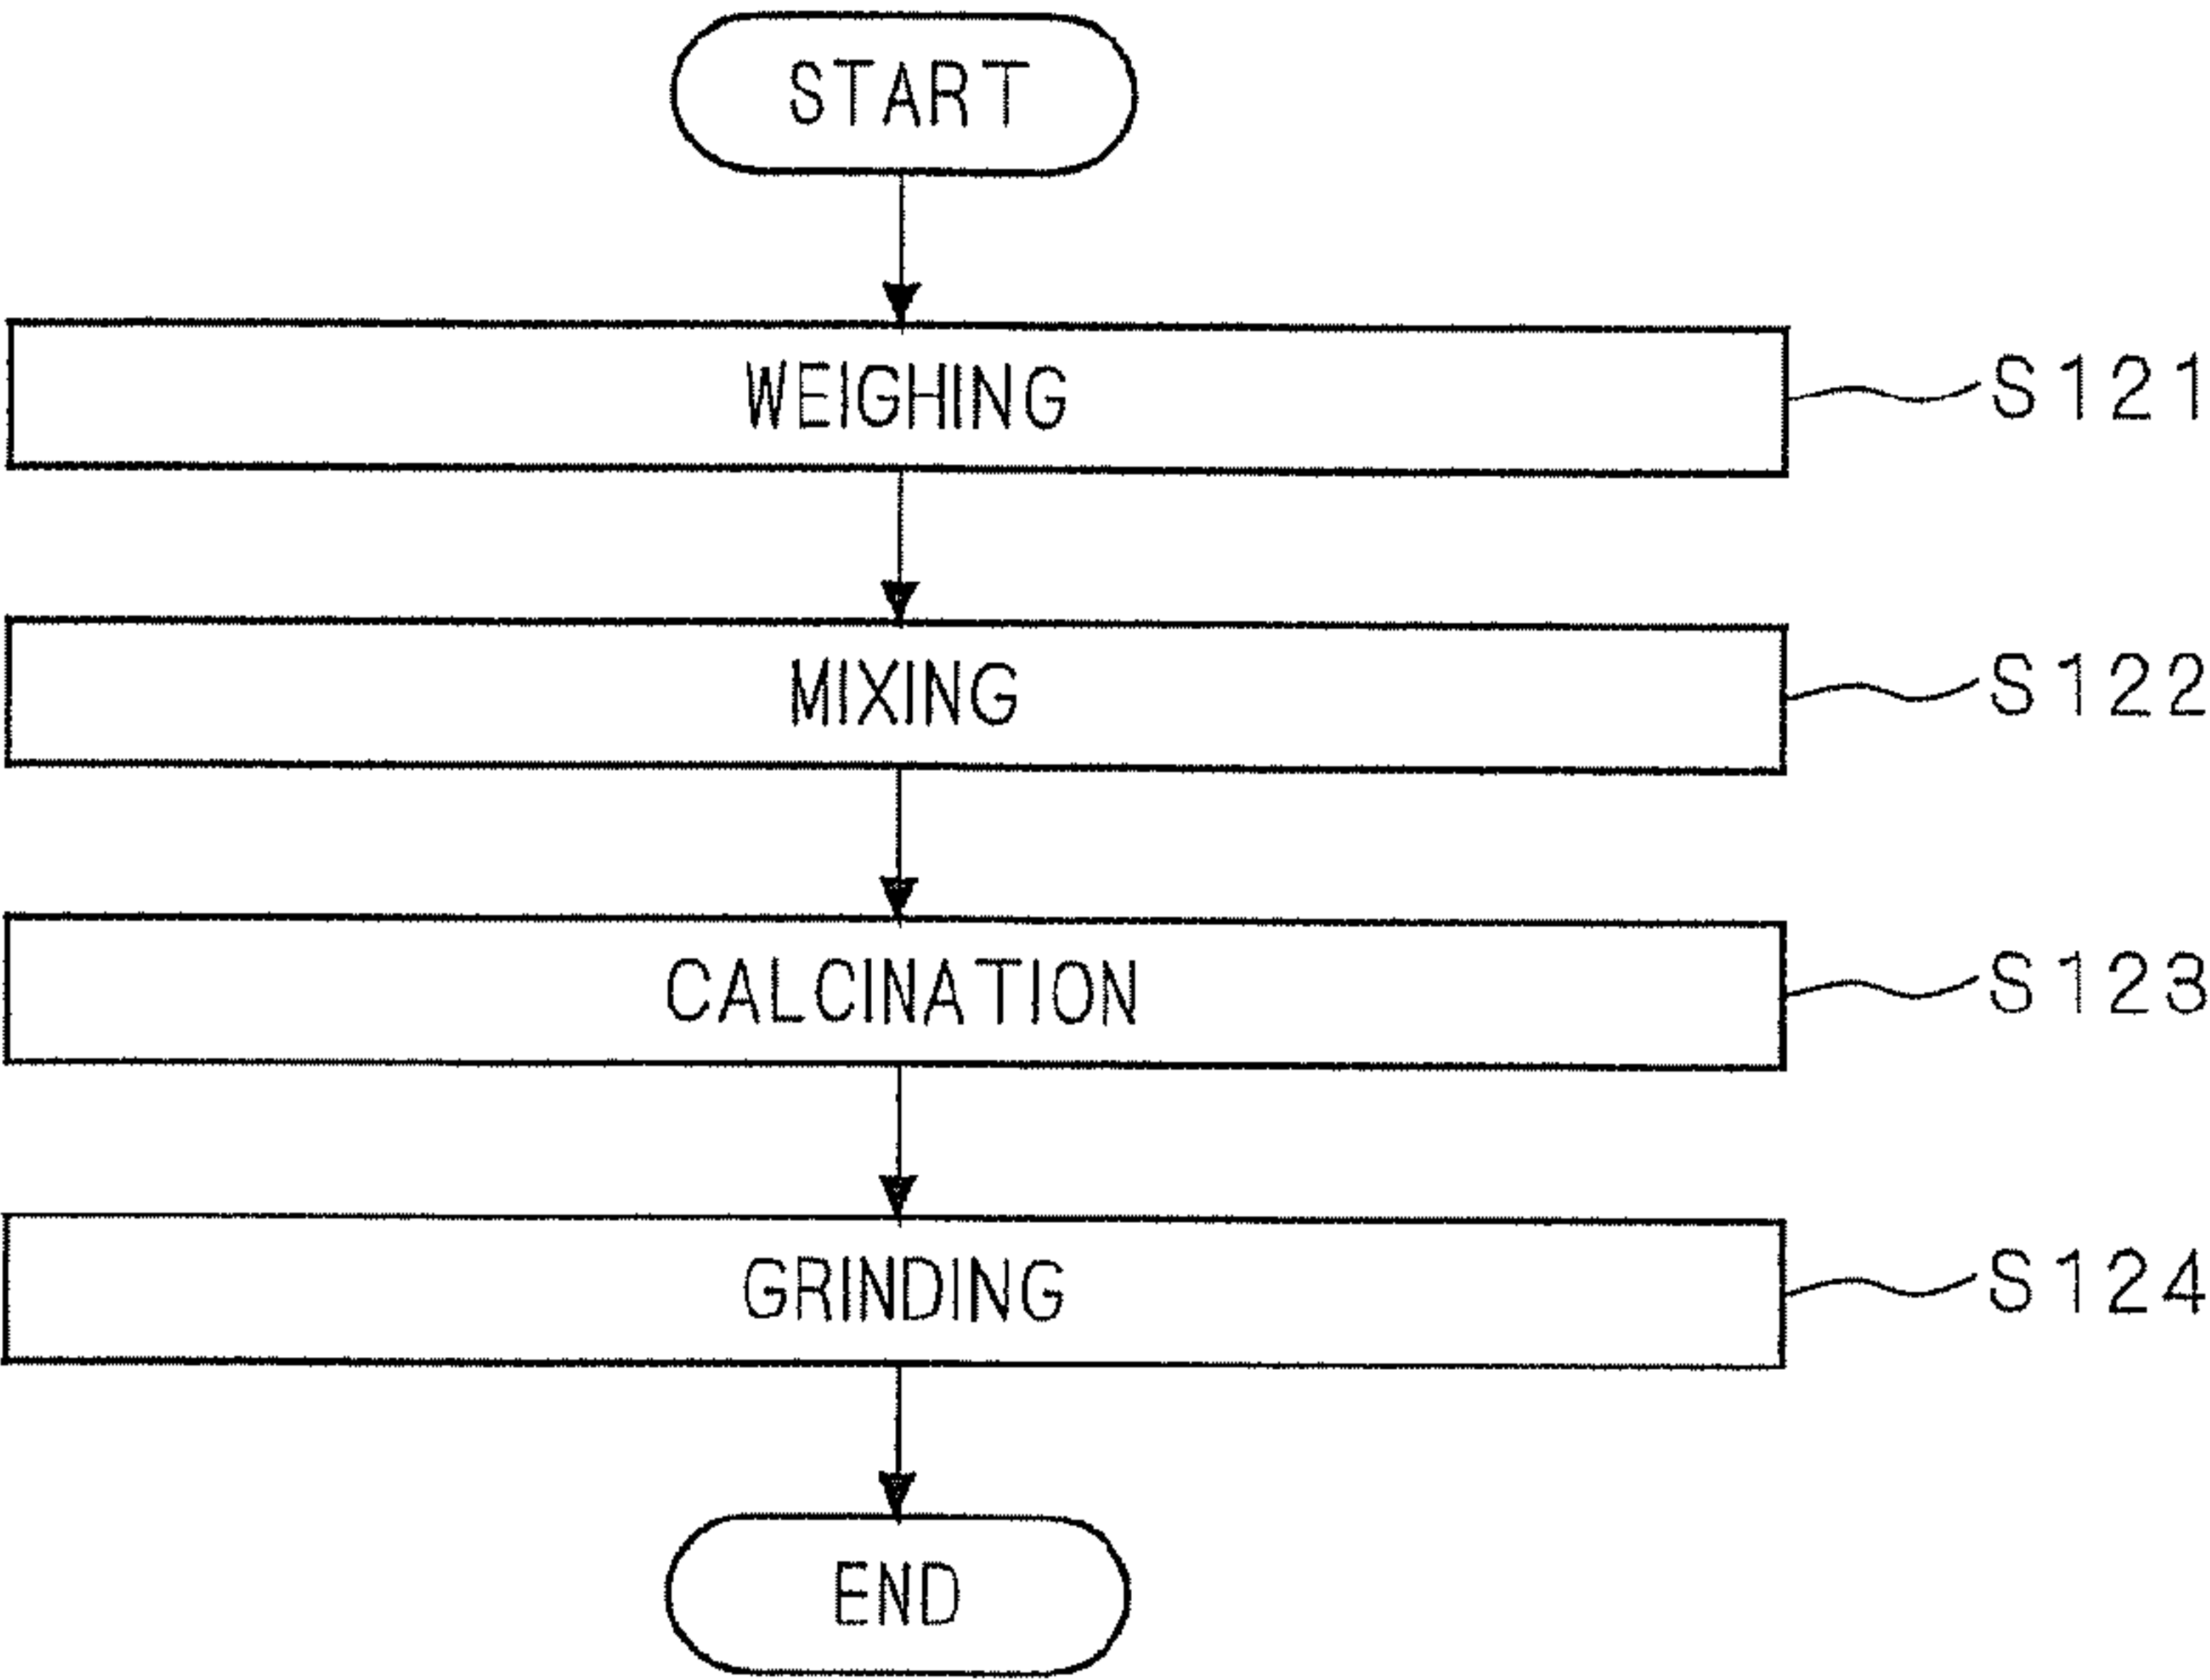 START
WEIGHING S121
MIXING S122
CALCINATION S123
GRINDING S124
END